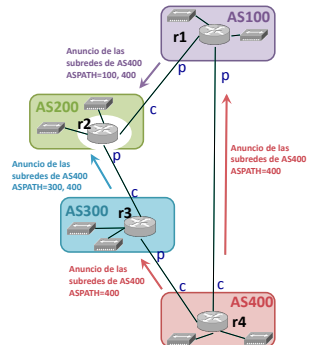 AS100
r1
Anuncio de las
subredes de AS400
ASPATH=100, 400
p
p
AS200
c
r2
Anuncio de las
subredes de AS400
ASPATH=400
p
Anuncio de las
subredes de AS400
ASPATH=300, 400
c
AS300
r3
p
Anuncio de las
subredes de AS400
ASPATH=400
c
c
AS400
r4